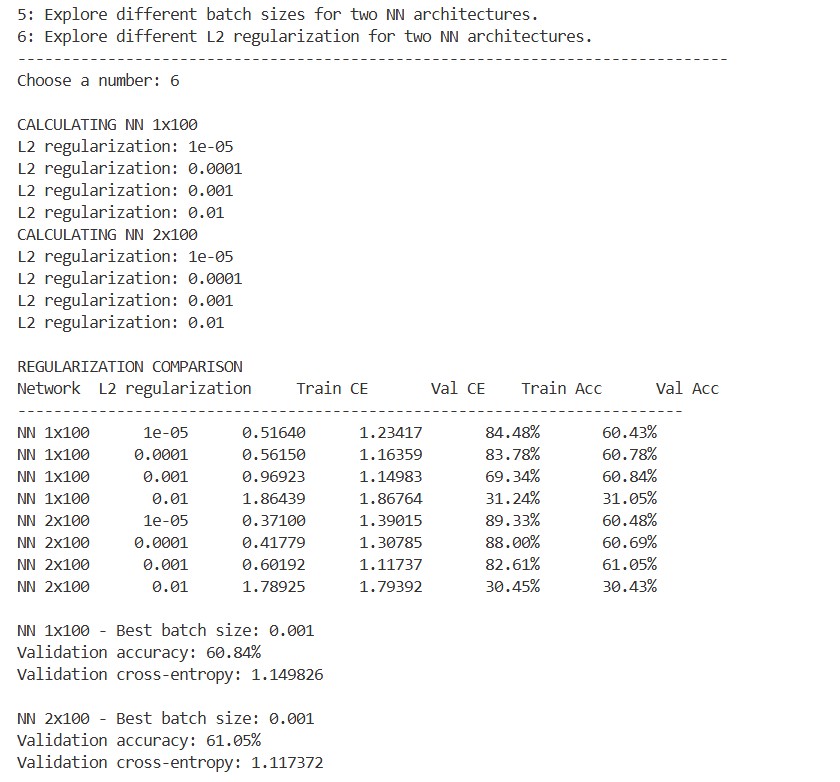 5: Explore different batch sizes for two NN architectures.
6: Explore different L2 regularization for two NN architectures.
-------------------------------------------------------------------------------
Choose a number: 6

CALCULATING NN 1x100
L2 regularization: 1e-05
L2 regularization: 0.0001
L2 regularization: 0.001
L2 regularization: 0.01
CALCULATING NN 2x100
L2 regularization: 1e-05
L2 regularization: 0.0001
L2 regularization: 0.001
L2 regularization: 0.01

REGULARIZATION COMPARISON
Network  L2 regularization     Train CE       Val CE    Train Acc      Val Acc
--------------------------------------------------------------------------
NN 1x100      1e-05      0.51640      1.23417       84.48%       60.43%
NN 1x100     0.0001      0.56150      1.16359       83.78%       60.78%
NN 1x100      0.001      0.96923      1.14983       69.34%       60.84%
NN 1x100       0.01      1.86439      1.86764       31.24%       31.05%
NN 2x100      1e-05      0.37100      1.39015       89.33%       60.48%
NN 2x100     0.0001      0.41779      1.30785       88.00%       60.69%
NN 2x100      0.001      0.60192      1.11737       82.61%       61.05%
NN 2x100       0.01      1.78925      1.79392       30.45%       30.43%

NN 1x100 - Best batch size: 0.001
Validation accuracy: 60.84%
Validation cross-entropy: 1.149826

NN 2x100 - Best batch size: 0.001
Validation accuracy: 61.05%
Validation cross-entropy: 1.117372